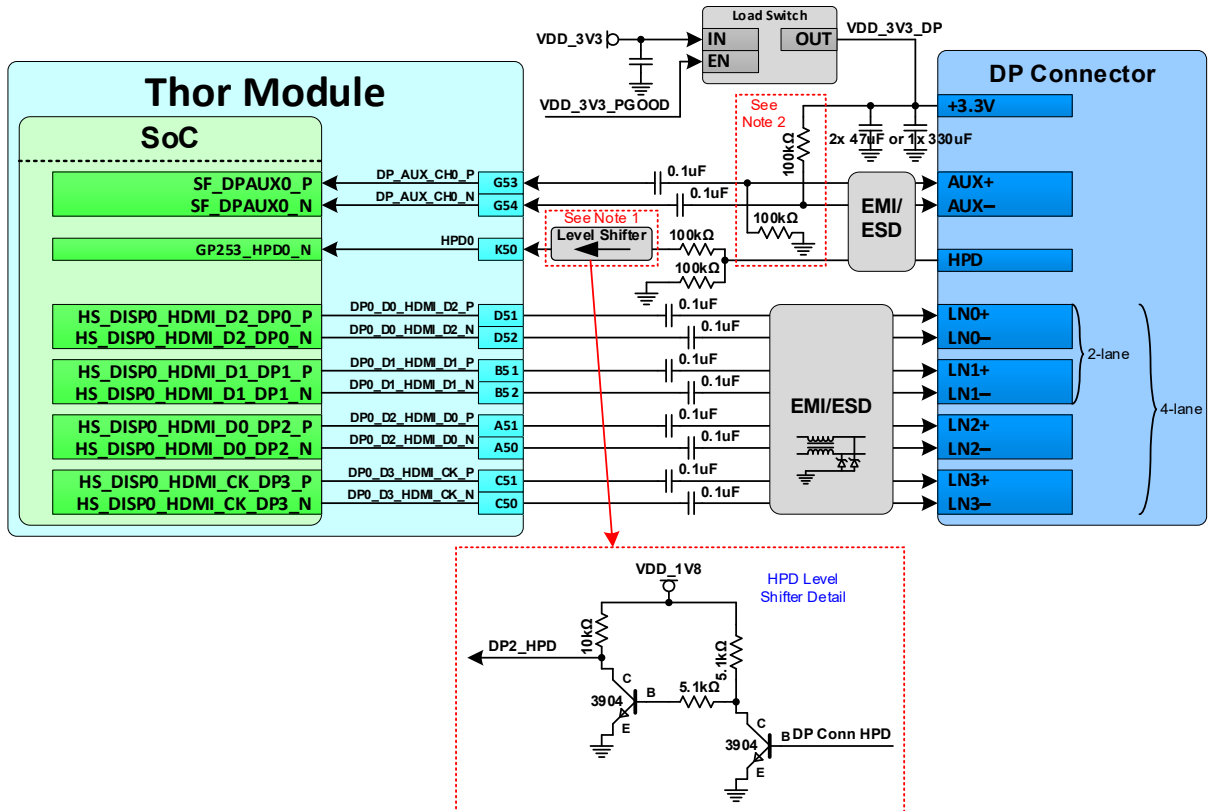 Load Switch
VDD_3V3
IN
OUT
VDD_3V3_DP
EN
VDD_3V3_PGOOD
Thor Module
SoC
DP Connector
See
Note 2
+3.3V
2x 47uF or 1x 330uF
100kΩ
SF_DPAUX0_P
DP_AUX_CH0_P
G53
0.1uF
AUX+
SF_DPAUX0_N
DP_AUX_CH0_N
G54
0.1uF
AUX–
EMI/
ESD
100kΩ
See Note 1
GP253_HPD0_N
HPD0
K50
Level Shifter
100kΩ
100kΩ
HPD
HS_DISP0_HDMI_D2_DP0_P
DP0_D0_HDMI_D2_P
D51
0.1uF
LN0+
HS_DISP0_HDMI_D2_DP0_N
DP0_D0_HDMI_D2_N
D52
0.1uF
LN0–
2-lane
HS_DISP0_HDMI_D1_DP1_P
DP0_D1_HDMI_D1_P
B51
0.1uF
LN1+
HS_DISP0_HDMI_D1_DP1_N
DP0_D1_HDMI_D1_N
B52
0.1uF
LN1–
EMI/ESD
4-lane
HS_DISP0_HDMI_D0_DP2_P
DP0_D2_HDMI_D0_P
A51
0.1uF
LN2+
HS_DISP0_HDMI_D0_DP2_N
DP0_D2_HDMI_D0_N
A50
0.1uF
LN2–
HS_DISP0_HDMI_CK_DP3_P
DP0_D3_HDMI_CK_P
C51
0.1uF
LN3+
HS_DISP0_HDMI_CK_DP3_N
DP0_D3_HDMI_CK_N
C50
0.1uF
LN3–
VDD_1V8
HPD Level
Shifter Detail
10kΩ
5.1kΩ
DP2_HPD
C
B
5.1kΩ
3904
E
C
B
DP Conn HPD
3904
E